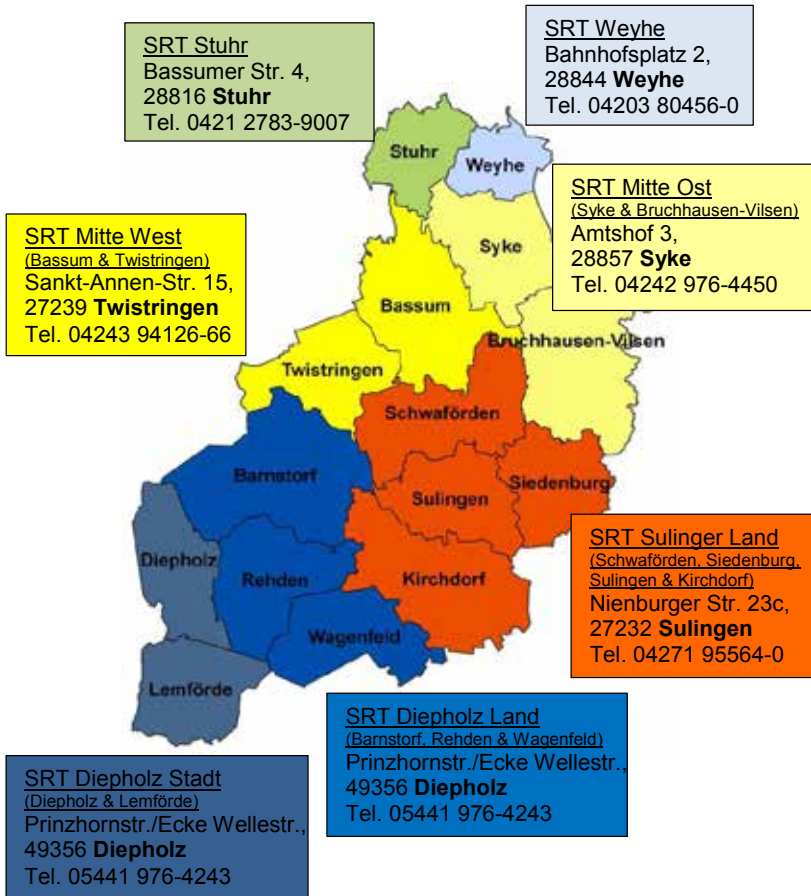 SRT Stuhr
Bassumer Str. 4,
28816 Stuhr
Tel. 0421 2783-9007
SRT Weyhe
Bahnhofsplatz 2,
28844 Weyhe
Tel. 04203 80456-0
Stuhr
Weyhe
SRT Mitte Ost
(Syke & Bruchhausen-Vilsen)
Amtshof 3,
28857 Syke
Tel. 04242 976-4450
SRT Mitte West
(Bassum & Twistringen)
Sankt-Annen-Str. 15,
27239 Twistringen
Tel. 04243 94126-66
Syke
Bassum
Bruchhausen-Vilsen
Twistringen
Schwaförden
Barnstorf
Sulingen
Siedenburg
Diepholz
Rehden
Kirchdorf
Wagenfeld
Lemförde
SRT Sulinger Land
(Schwaförden, Siedenburg,
Sulingen & Kirchdorf)
Nienburger Str. 23c,
27232 Sulingen
Tel. 04271 95564-0
SRT Diepholz Land
(Barnstorf, Rehden & Wagenfeld)
Prinzhornstr./Ecke Wellestr.,
49356 Diepholz
Tel. 05441 976-4243
SRT Diepholz Stadt
(Diepholz & Lemförde)
Prinzhornstr./Ecke Wellestr.,
49356 Diepholz
Tel. 05441 976-4243